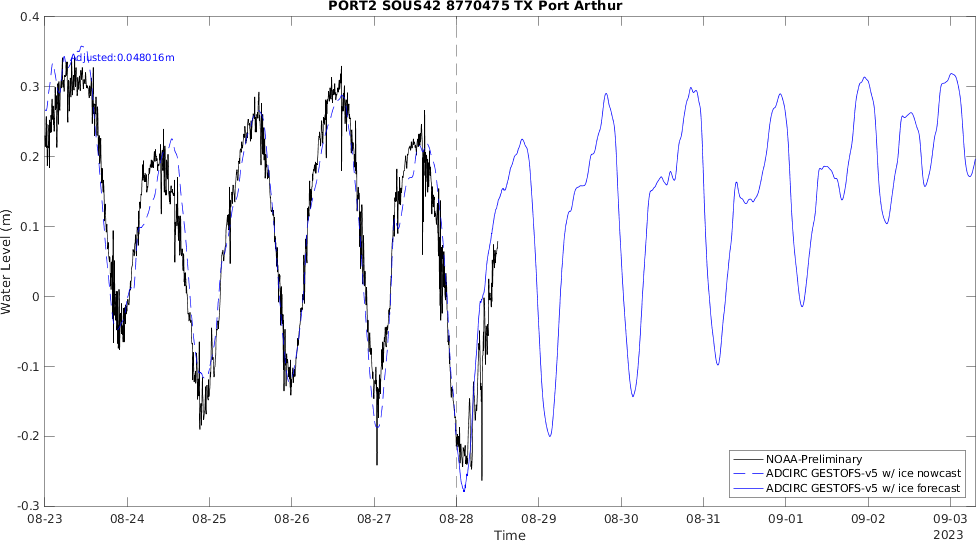 PORT2 SOUS42 8770475 TX Port Arthur
Adjusted:0.048016m
Water Level (m)
0.4
0.3
0.2
0.1
0
-0.1
-0.2
-0.3
NOAA-Preliminary
ADCIRC GESTOFS-v5 w/ ice nowcast
ADCIRC GESTOFS-v5 w/ ice forecast
08-23 08-24 08-25 08-26 08-27 08-28 08-29 08-30 08-31 09-01 09-02 09-03
Time
2023